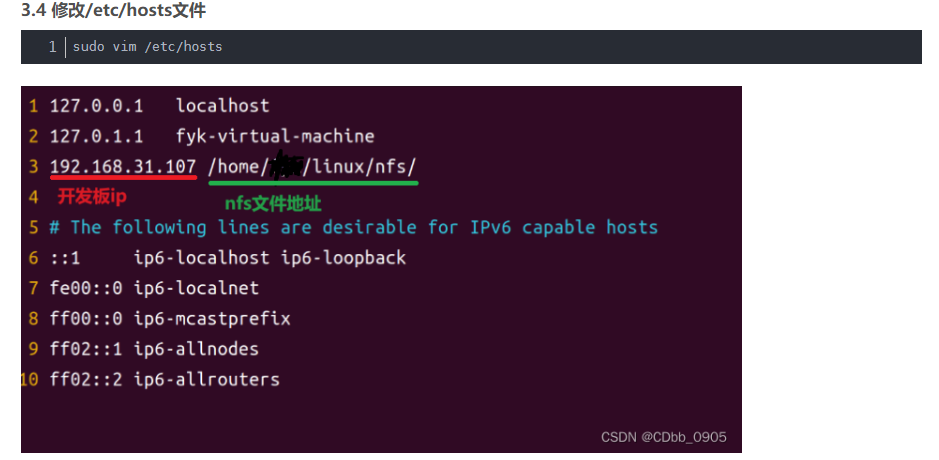 3.4 修改/etc/hosts文件
1 sudo vim /etc/hosts
1 127.0.0.1 localhost
2 127.0.1.1 fyk-virtual-machine
3 192.168.31.107 /home/ /linux/nfs/
4 开发板ip nfs文件地址
5 # The following lines are desirable for IPv6 capable hosts
6 ::1 ip6-localhost ip6-loopback
7 fe00::0 ip6-localnet
8 ff00::0 ip6-mcastprefix
9 ff02::1 ip6-allnodes
10 ff02::2 ip6-allrouters
CSDN @CDbb_0905